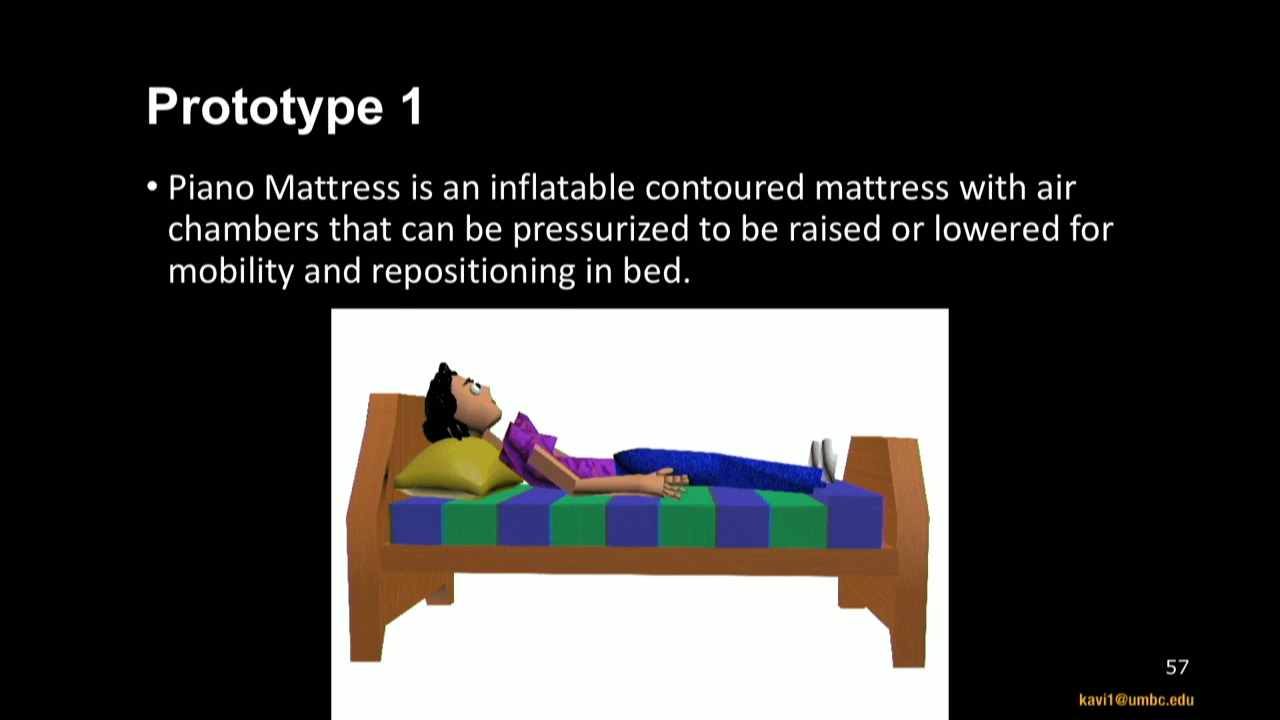 Prototype 1
• Piano Mattress is an inflatable contoured mattress with air
chambers that can be pressurized to be raised or lowered for
mobility and repositioning in bed.
57
kavi1@umbc.edu